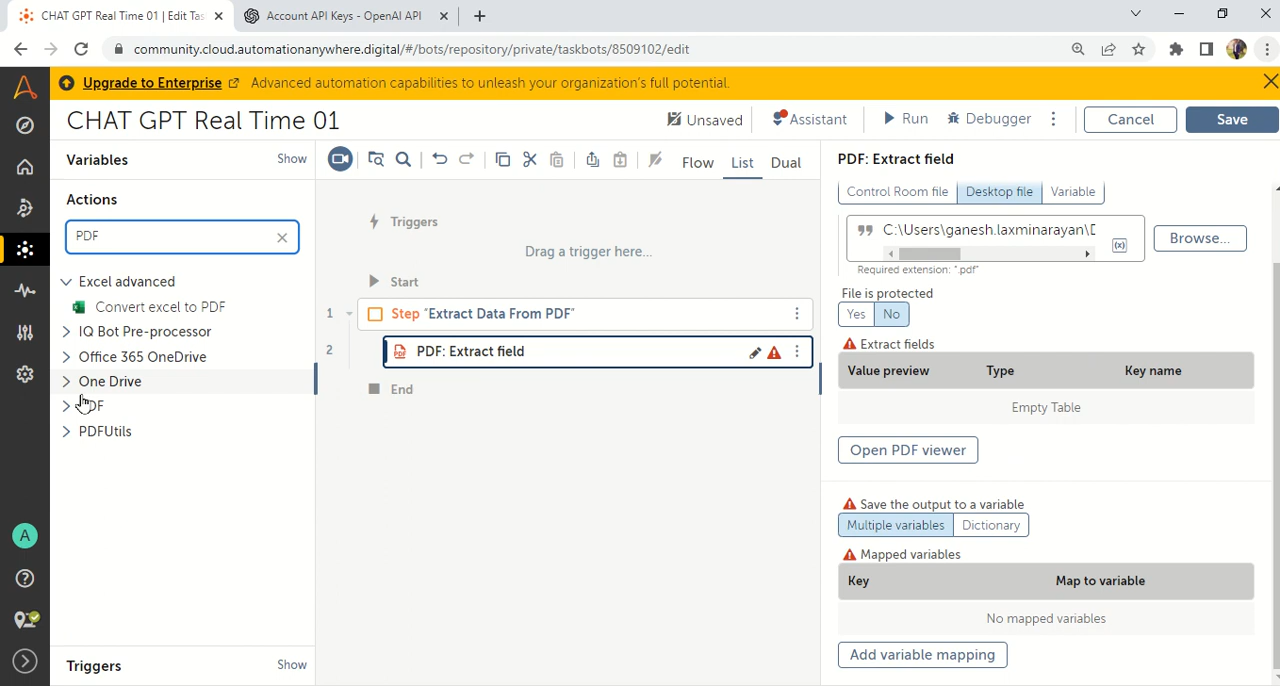 CHAT GPT Real Time 01 | Edit Tas
Account API Keys - OpenAI API
community.cloud.automationanywhere.digital/#/bots/repository/private/taskbots/8509102/edit
Upgrade to Enterprise Advanced automation capabilities to unleash your organization's full potential.
CHAT GPT Real Time 01
Unsaved
Assistant
Run
Debugger
Cancel
Save
Variables
Show
Actions
PDF
Excel advanced
Convert excel to PDF
IQ Bot Pre-processor
Office 365 OneDrive
One Drive
PDFUtils
Triggers
Show
A
Flow
List
Dual
Triggers
Drag a trigger here...
Start
1 Step "Extract Data From PDF"
2 PDF: Extract field
End
PDF: Extract field
Control Room file
Desktop file
Variable
C:\Users\ganesh.laxminarayan\
(x)
Browse...
Required extension: ".pdf"
File is protected
Yes
No
Extract fields
Value preview
Type
Key name
Empty Table
Open PDF viewer
Save the output to a variable
Multiple variables
Dictionary
Mapped variables
Key
Map to variable
No mapped variables
Add variable mapping